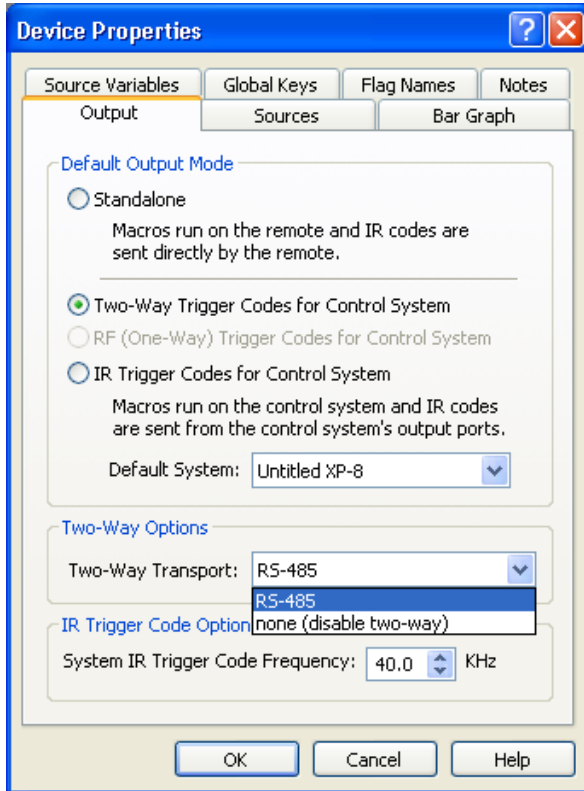 Device Properties
Source Variables Global Keys Flag Names Notes
Output Sources Bar Graph
Default Output Mode
Standalone
Macros run on the remote and IR codes are
sent directly by the remote.
Two-Way Trigger Codes for Control System
RF (One-Way) Trigger Codes for Control System
IR Trigger Codes for Control System
Macros run on the control system and IR codes
are sent from the control system's output ports.
Default System: Untitled XP-8
Two-Way Options
Two-Way Transport: RS-485
RS-485
none (disable two-way)
IR Trigger Code Option
System IR Trigger Code Frequency: 40.0 KHz
OK Cancel Help